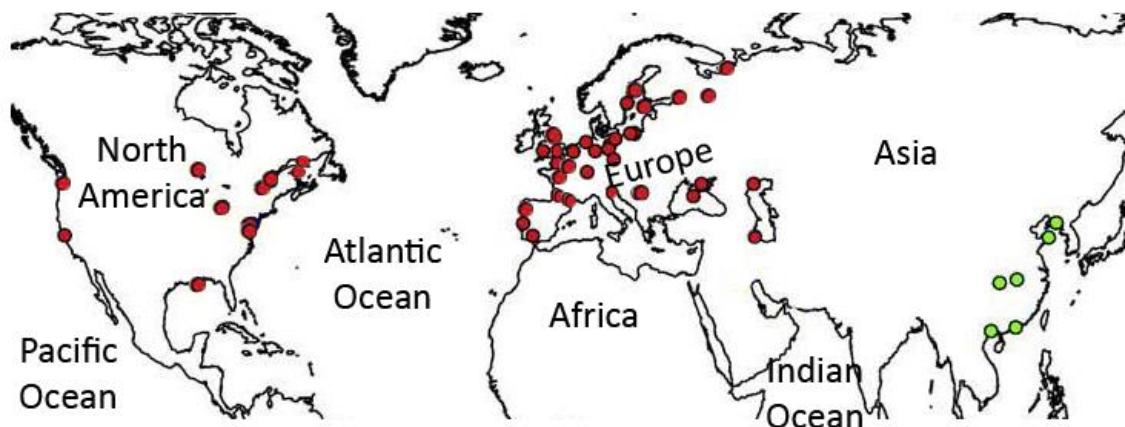 North
America
Europe
Asia
Atlantic
Ocean
Africa
Pacific
Ocean
Indian
Ocean